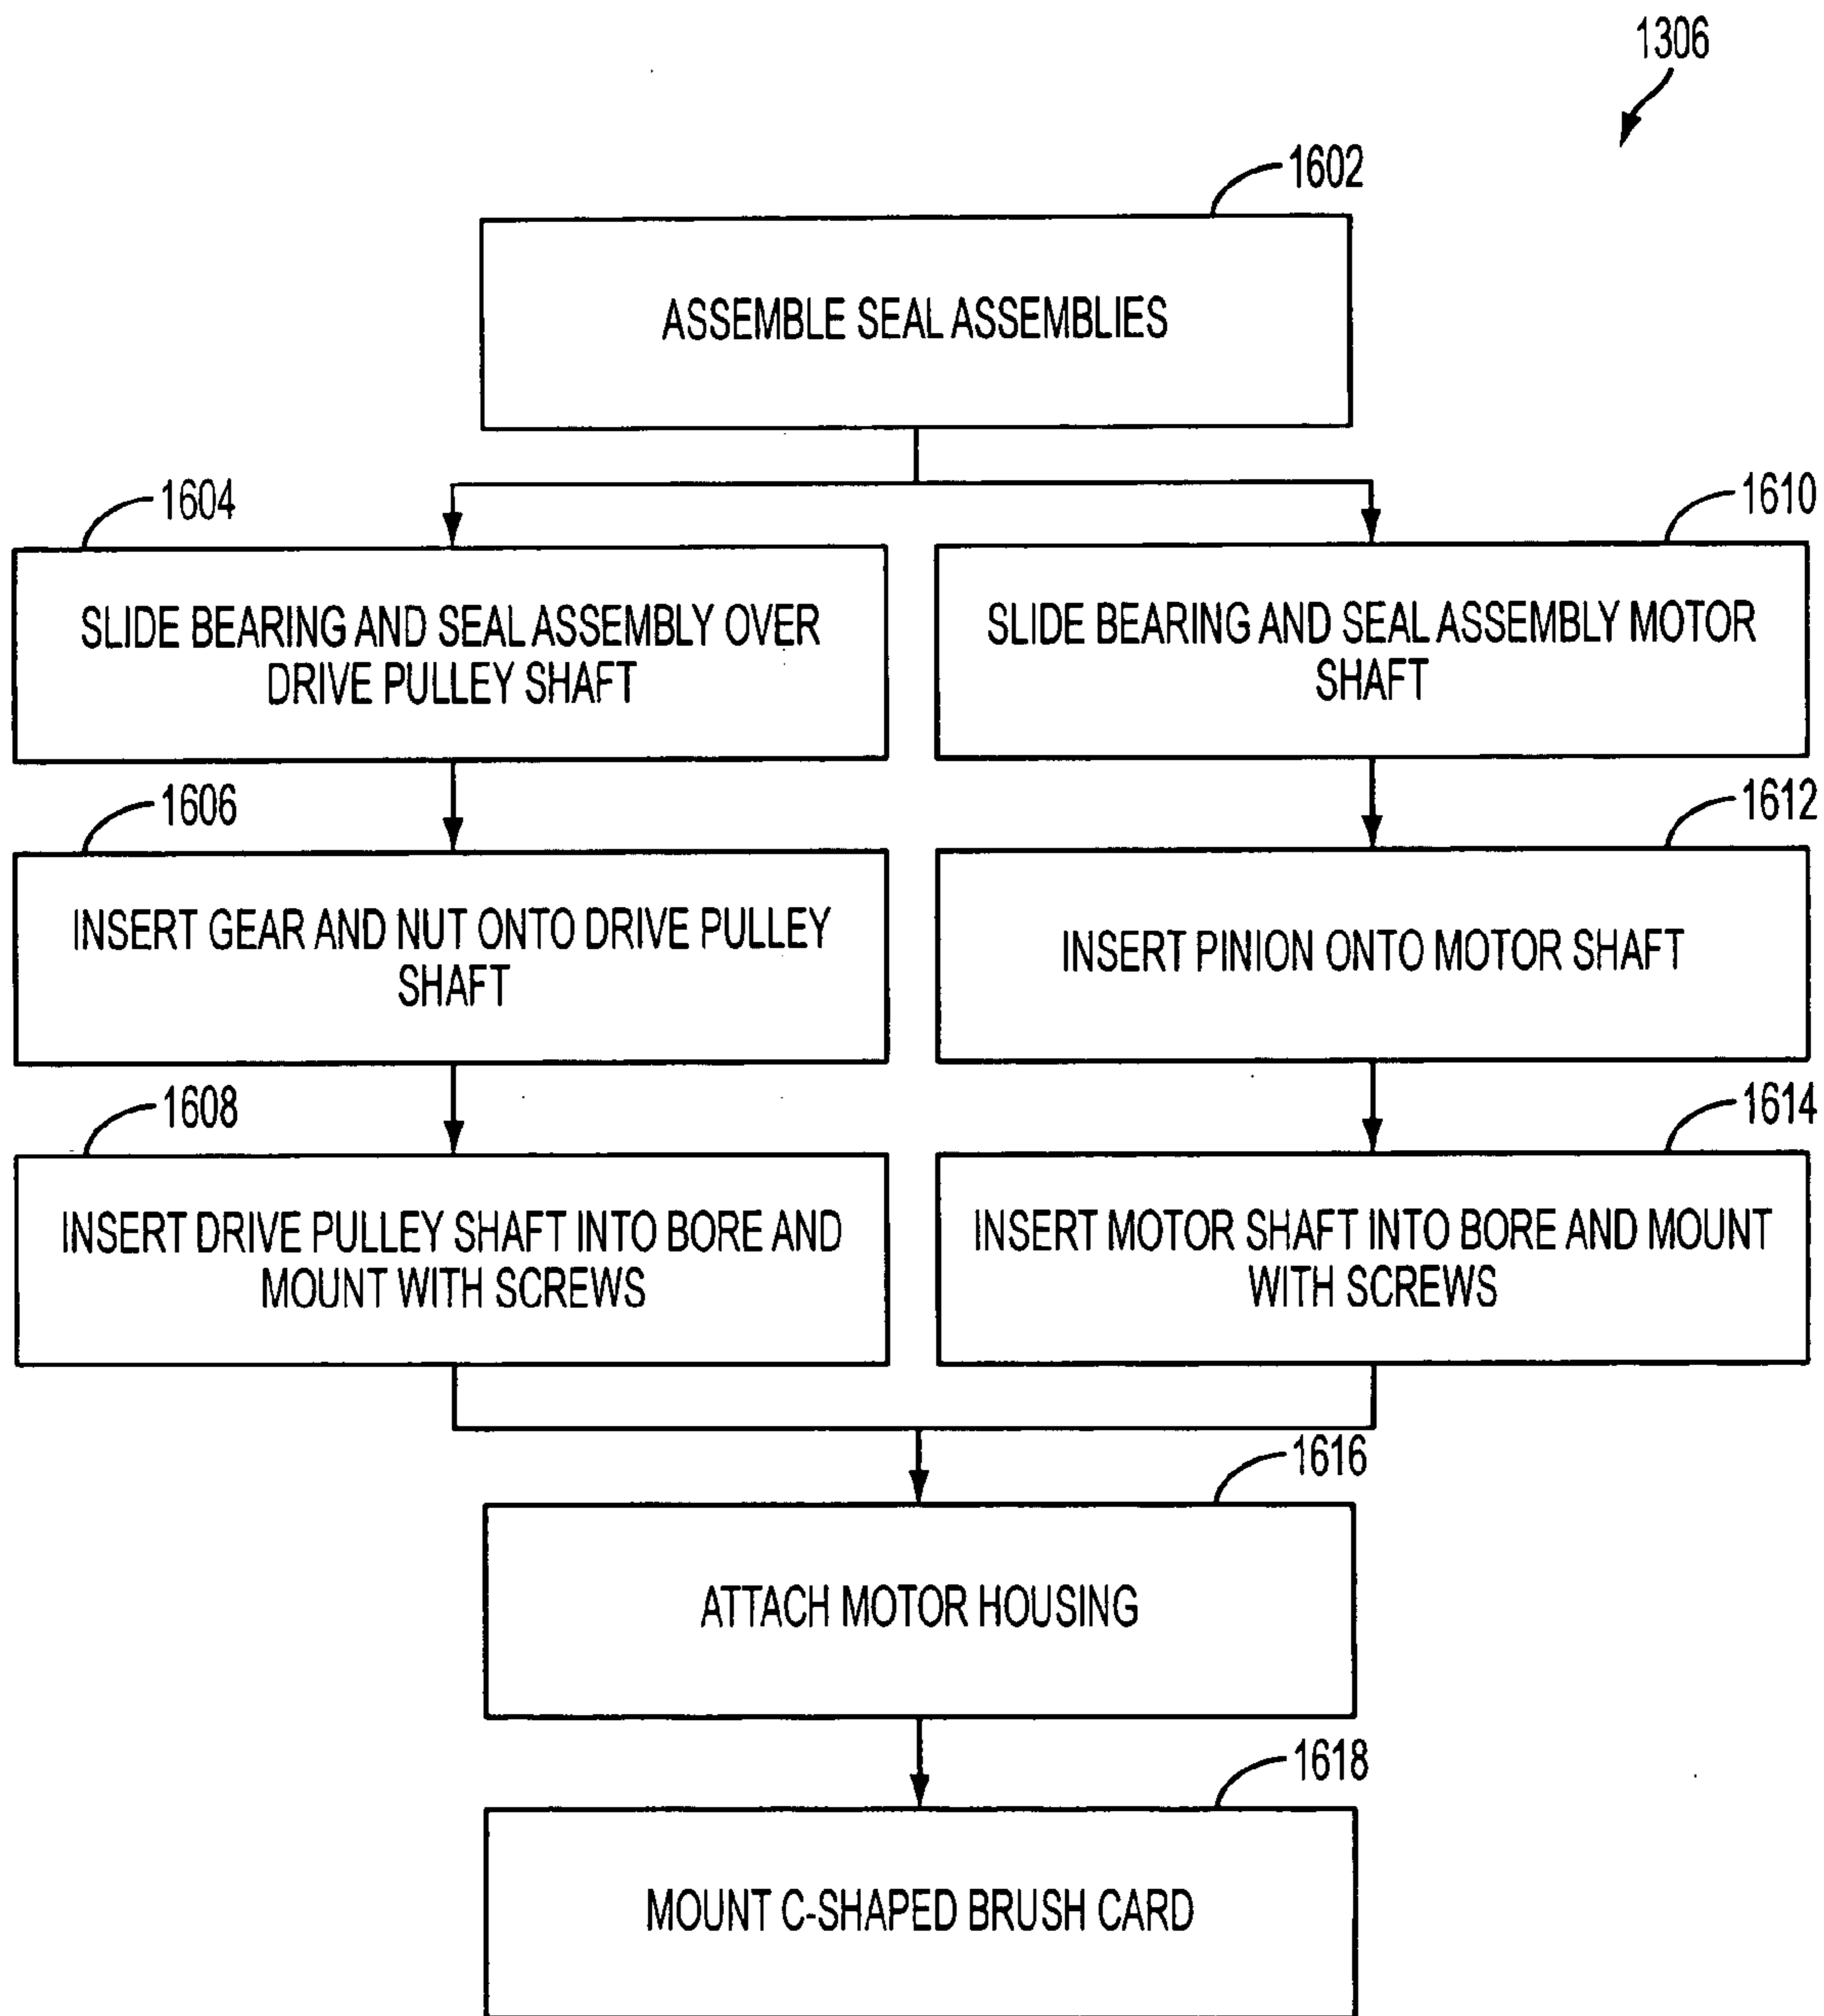 1306
1602
ASSEMBLE SEAL ASSEMBLIES
1604
SLIDE BEARING AND SEAL ASSEMBLY OVER
DRIVE PULLEY SHAFT
1610
SLIDE BEARING AND SEAL ASSEMBLY MOTOR
SHAFT
1606
INSERT GEAR AND NUT ONTO DRIVE PULLEY
SHAFT
1612
INSERT PINION ONTO MOTOR SHAFT
1608
INSERT DRIVE PULLEY SHAFT INTO BORE AND
MOUNT WITH SCREWS
1614
INSERT MOTOR SHAFT INTO BORE AND MOUNT
WITH SCREWS
1616
ATTACH MOTOR HOUSING
1618
MOUNT C-SHAPED BRUSH CARD